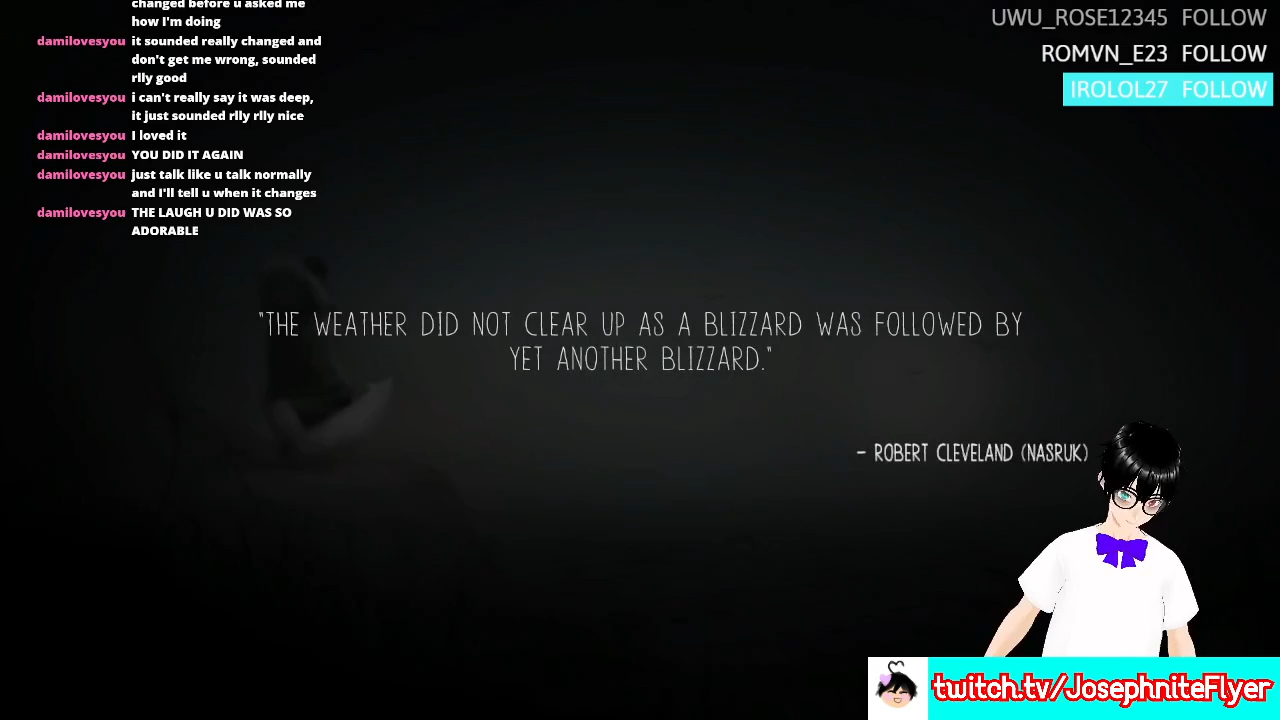 changed before u asked me
how I'm doing
damilovesyou it sounded really changed and
don't get me wrong, sounded
rlly good
damilovesyou i can't really say it was deep,
it just sounded rlly rlly nice
damilovesyou I loved it
damilovesyou YOU DID IT AGAIN
damilovesyou just talk like u talk normally
and I'll tell u when it changes
damilovesyou THE LAUGH U DID WAS SO
ADORABLE
UWU_ROSE12345 FOLLOW
ROMVN_E23 FOLLOW
IROLOL27 FOLLOW
"THE WEATHER DID NOT CLEAR UP AS A BLIZZARD WAS FOLLOWED BY
YET ANOTHER BLIZZARD."
- ROBERT CLEVELAND (NASRUK)
twitch.tv/JosephniteFlyer